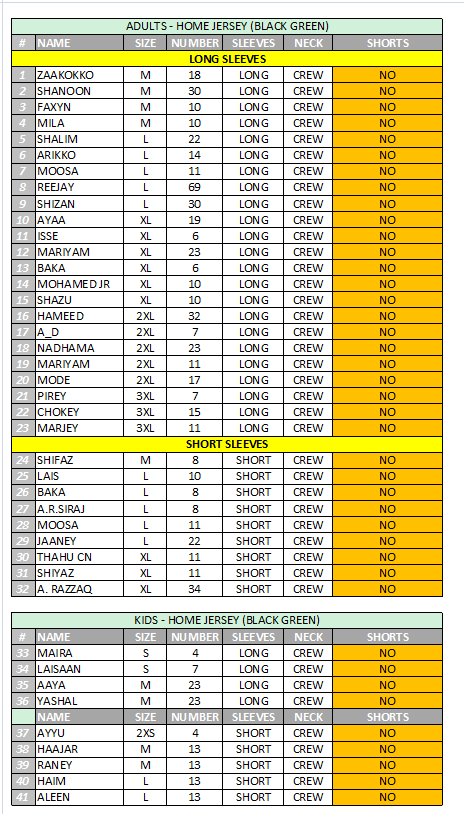 ADULTS - HOME JERSEY (BLACK GREEN)
# NAME SIZE NUMBER SLEEVES NECK SHORTS
LONG SLEEVES
1 ZAAKOKKO M 18 LONG CREW NO
2 SHANOON M 30 LONG CREW NO
3 FAXYN M 10 LONG CREW NO
4 MILA M 10 LONG CREW NO
5 SHALIM L 22 LONG CREW NO
6 ARIKKO L 14 LONG CREW NO
7 MOOSA L 11 LONG CREW NO
8 REEJAY L 69 LONG CREW NO
9 SHIZAN L 30 LONG CREW NO
10 AYAA XL 19 LONG CREW NO
11 ISSE XL 6 LONG CREW NO
12 MARIYAM XL 23 LONG CREW NO
13 BAKA XL 6 LONG CREW NO
14 MOHAMED JR XL 10 LONG CREW NO
15 SHAZU XL 10 LONG CREW NO
16 HAMEED 2XL 32 LONG CREW NO
17 A_D 2XL 7 LONG CREW NO
18 NADHAMA 2XL 23 LONG CREW NO
19 MARIYAM 2XL 11 LONG CREW NO
20 MODE 2XL 17 LONG CREW NO
21 PIREY 3XL 7 LONG CREW NO
22 CHOKEY 3XL 15 LONG CREW NO
23 MARJEY 3XL 11 LONG CREW NO
SHORT SLEEVES
24 SHIFAZ M 8 SHORT CREW NO
25 LAIS L 10 SHORT CREW NO
26 BAKA L 8 SHORT CREW NO
27 A.R.SIRAJ L 8 SHORT CREW NO
28 MOOSA L 11 SHORT CREW NO
29 JAANEY L 22 SHORT CREW NO
30 THAHU CN XL 11 SHORT CREW NO
31 SHIYAZ XL 11 SHORT CREW NO
32 A. RAZZAQ XL 34 SHORT CREW NO
KIDS - HOME JERSEY (BLACK GREEN)
# NAME SIZE NUMBER SLEEVES NECK SHORTS
33 MAIRA S 4 LONG CREW NO
34 LAISAAN S 7 LONG CREW NO
35 AAYA M 23 LONG CREW NO
36 YASHAL M 23 LONG CREW NO
NAME SIZE NUMBER SLEEVES NECK SHORTS
37 AYYU 2XS 4 SHORT CREW NO
38 HAAJAR M 13 SHORT CREW NO
39 RANEY M 13 SHORT CREW NO
40 HAIM L 13 SHORT CREW NO
41 ALEEN L 13 SHORT CREW NO